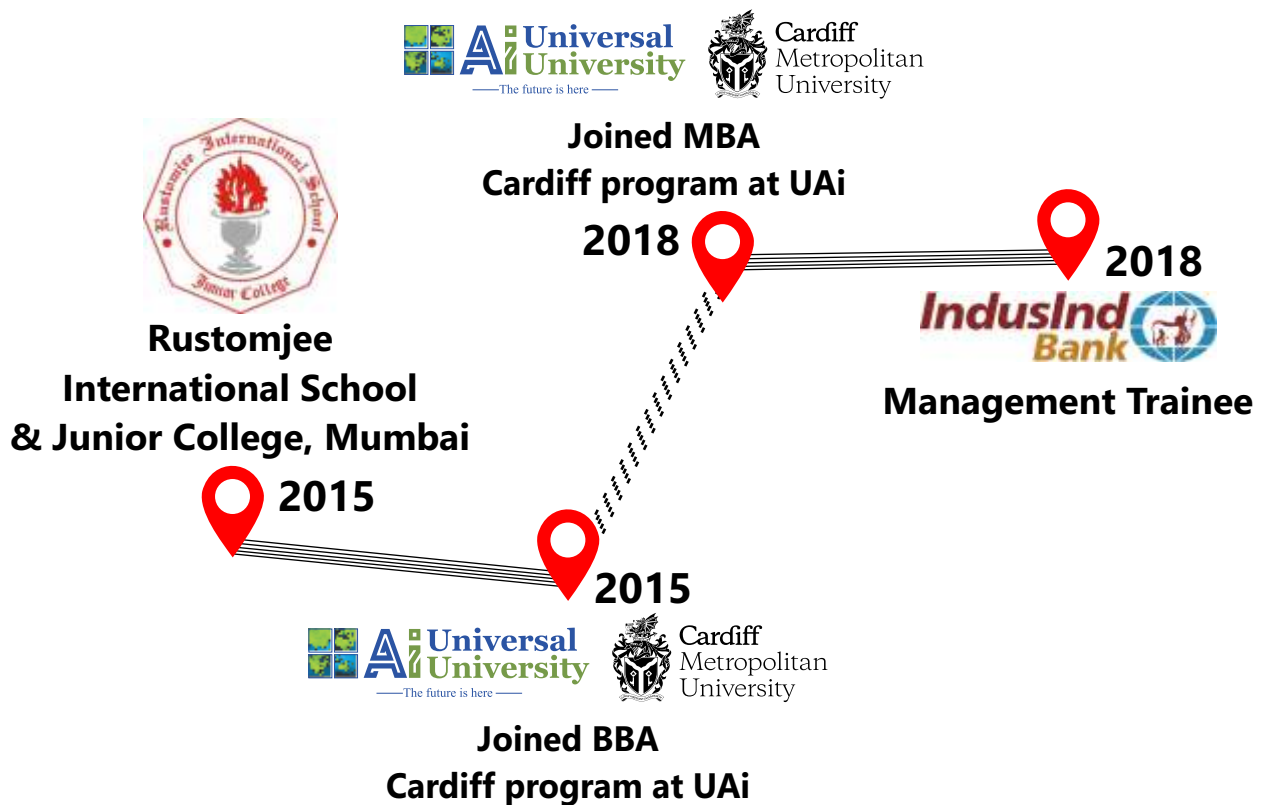 Ai Universal
University
The future is here
Cardiff
Metropolitan
University
Joined MBA
Cardiff program at UAi
2018
2018
IndusInd
Bank
Management Trainee
Rustomjee International School
Junior College
Rustomjee
International School
& Junior College, Mumbai
2015
2015
Ai Universal
University
The future is here
Cardiff
Metropolitan
University
Joined BBA
Cardiff program at UAi